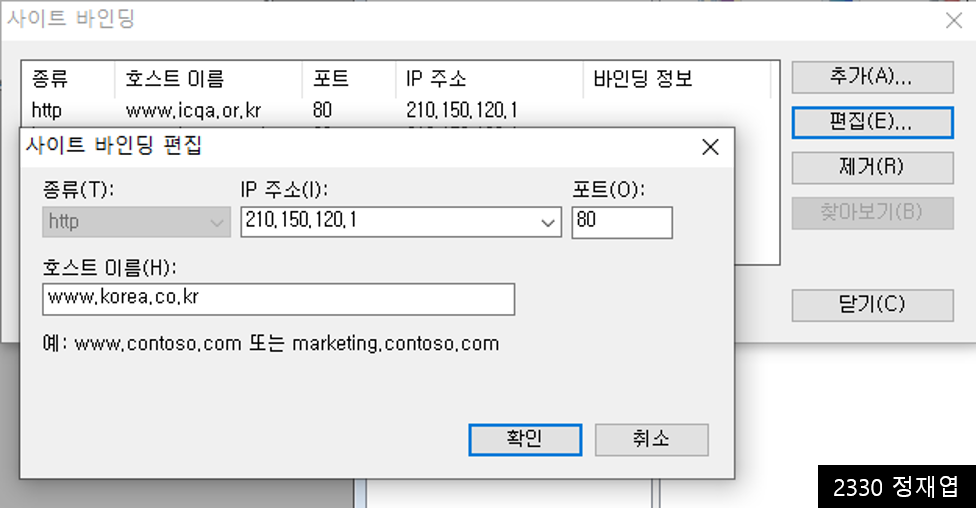 사이트 바인딩
종류 호스트 이름 포트 IP 주소 바인딩 정보
http www.icqa.or.kr 80 210.150.120.1
추가(A)...
편집(E)...
제거(R)
찾아보기(B)
닫기(C)
사이트 바인딩 편집
종류(T): IP 주소(I): 포트(O):
http 210.150.120.1 80
호스트 이름(H):
www.korea.co.kr
예: www.contoso.com 또는 marketing.contoso.com
확인 취소
2330 정재엽